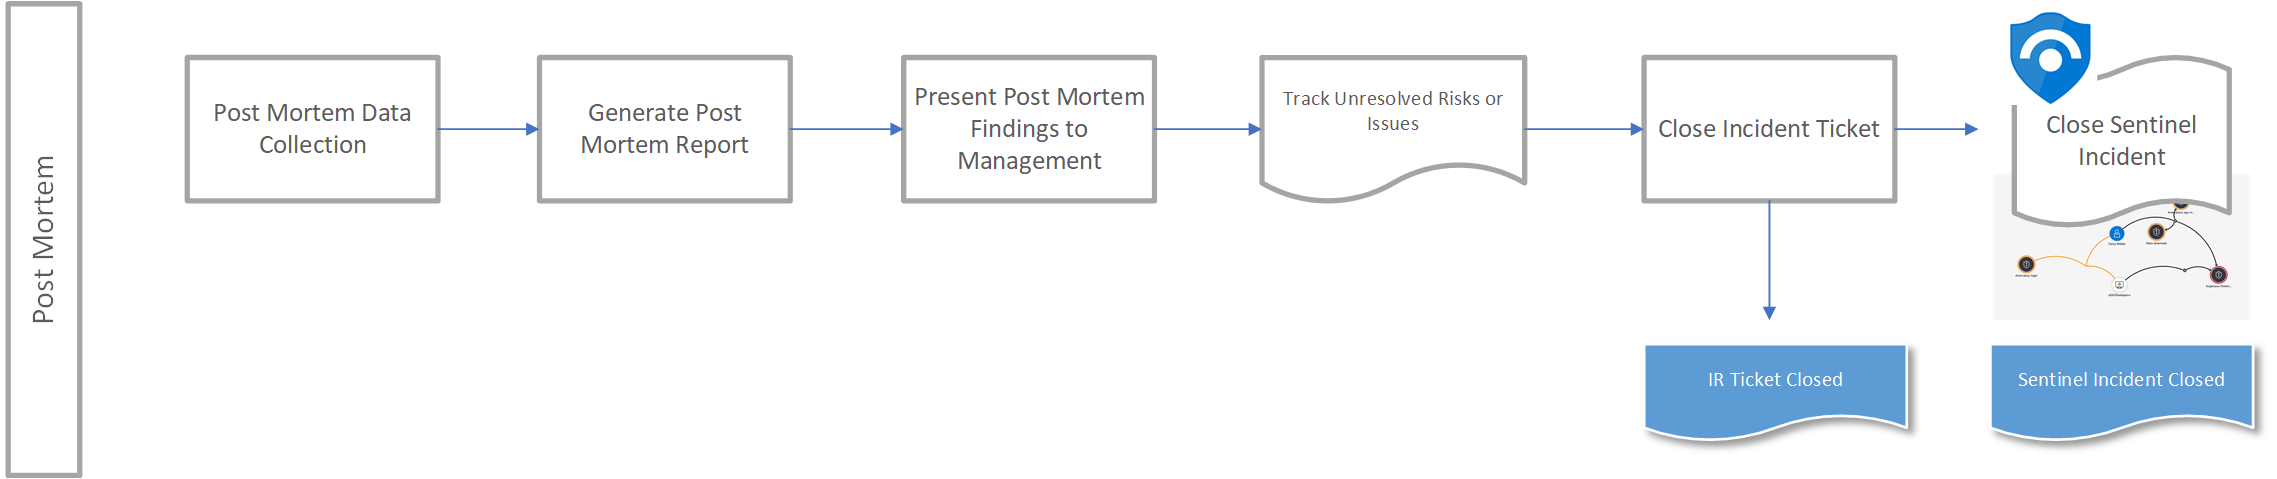 Post Mortem
Post Mortem Data
Collection
Generate Post
Mortem Report
Present Post Mortem
Findings to
Management
Track Unresolved Risks or
Issues
Close Incident Ticket
Close Sentinel
Incident
IR Ticket Closed
Sentinel Incident Closed